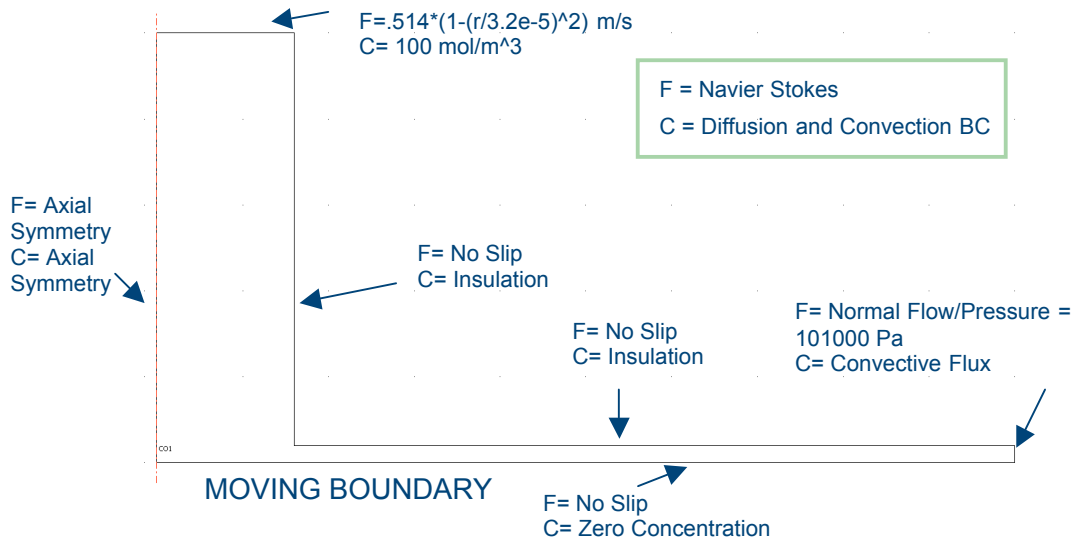 F=.514*(1-(r/3.2e-5)^2) m/s
C= 100 mol/m^3
F = Navier Stokes
C = Diffusion and Convection BC
F= Axial
Symmetry
C= Axial
Symmetry
F= No Slip
C= Insulation
F= No Slip
C= Insulation
F= Normal Flow/Pressure =
101000 Pa
C= Convective Flux
CO1
MOVING BOUNDARY
F= No Slip
C= Zero Concentration